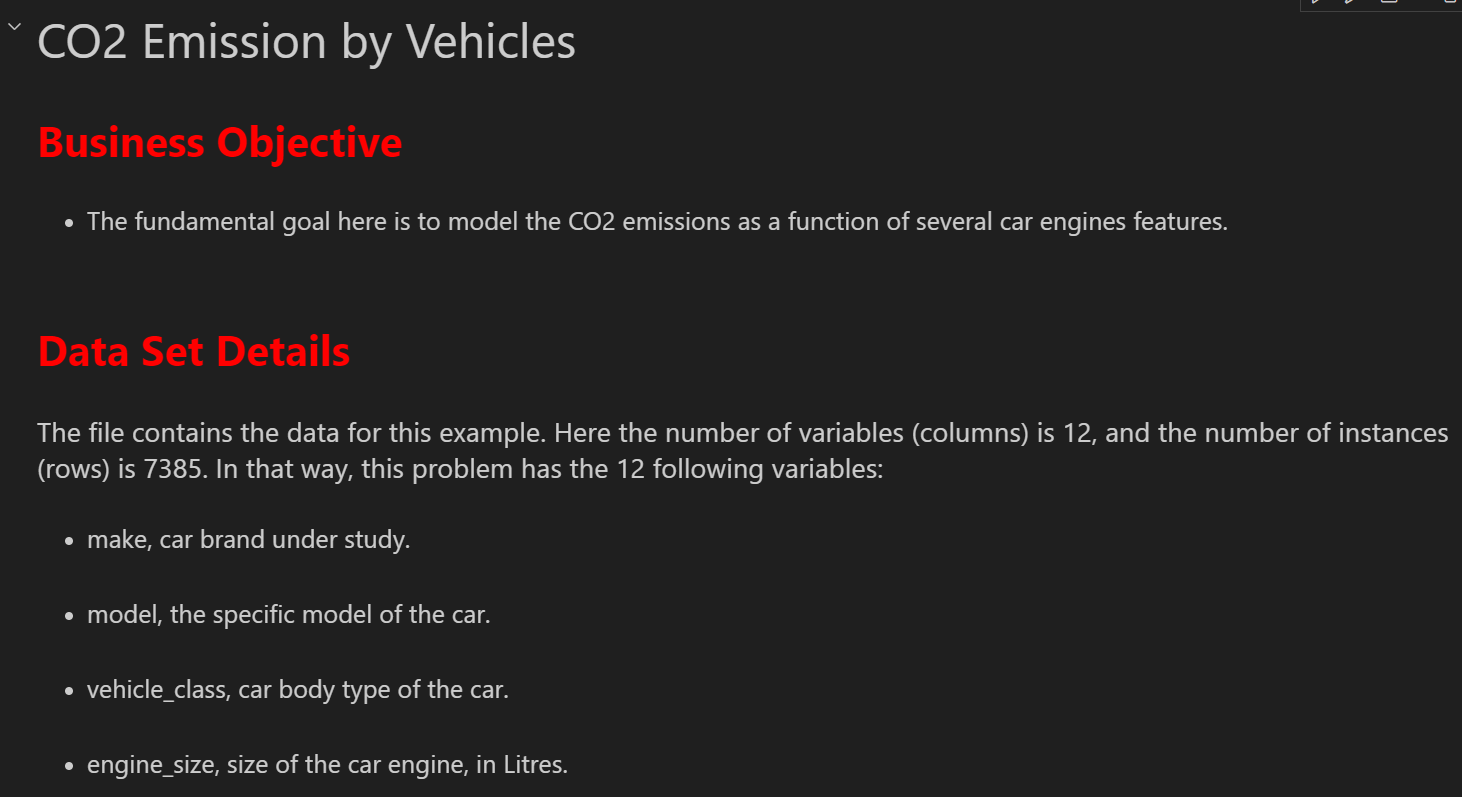 CO2 Emission by Vehicles
Business Objective
• The fundamental goal here is to model the CO2 emissions as a function of several car engines features.
Data Set Details
The file contains the data for this example. Here the number of variables (columns) is 12, and the number of instances
(rows) is 7385. In that way, this problem has the 12 following variables:
• make, car brand under study.
• model, the specific model of the car.
• vehicle_class, car body type of the car.
• engine_size, size of the car engine, in Litres.